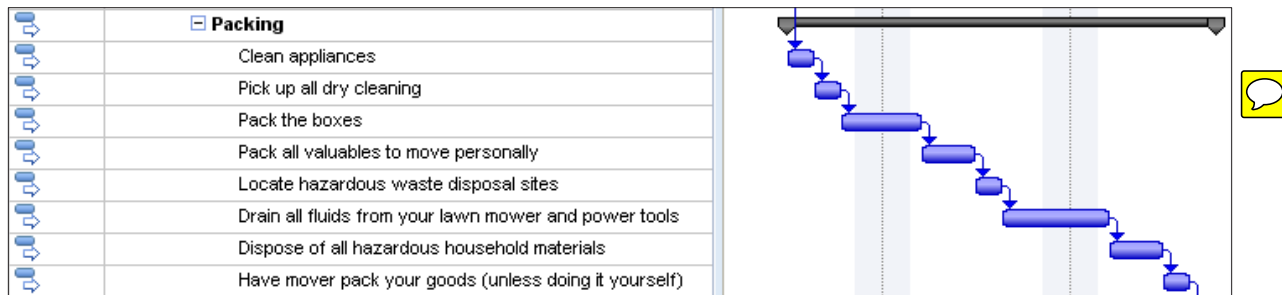 Packing
Clean appliances
Pick up all dry cleaning
Pack the boxes
Pack all valuables to move personally
Locate hazardous waste disposal sites
Drain all fluids from your lawn mower and power tools
Dispose of all hazardous household materials
Have mover pack your goods (unless doing it yourself)